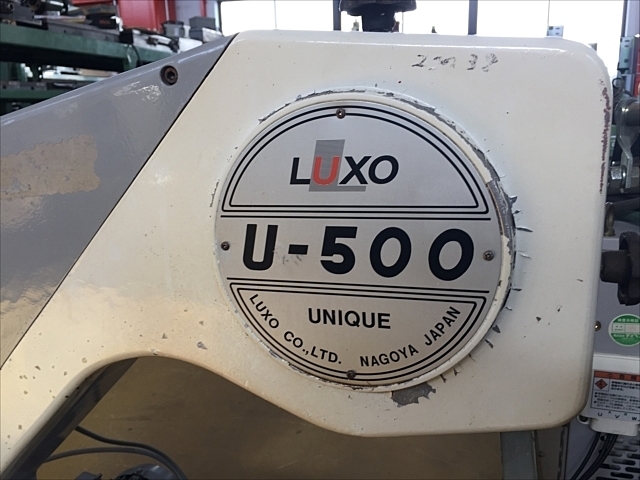 LUXO
U-500
UNIQUE
LUXO CO.,LTD. NAGOYA JAPAN